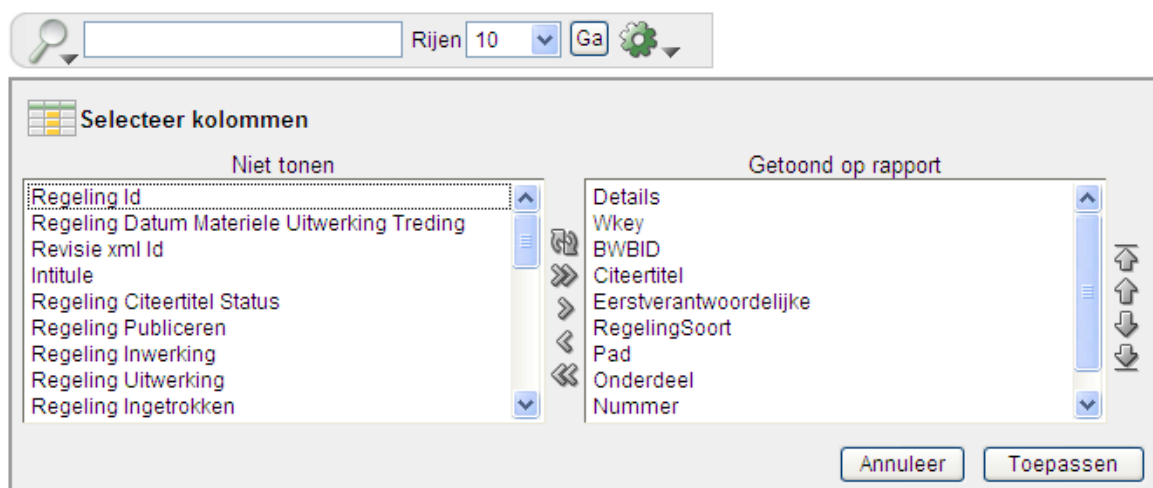 Rijen 10 Ga
Selecteer kolommen
Niet tonen
Regeling Id
Regeling Datum Materiele Uitwerking Treding
Revisie xml Id
Intitule
Regeling Citeertitel Status
Regeling Publiceren
Regeling Inwerking
Regeling Uitwerking
Regeling Ingetrokken
Getoond op rapport
Details
Wkey
BWBID
Citeertitel
Eerstverantwoordelijke
RegelingSoort
Pad
Onderdeel
Nummer
Annuleer Toepassen